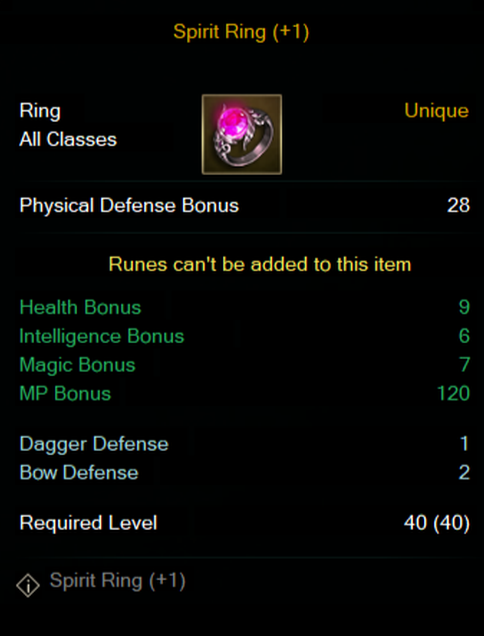 Spirit Ring (+1)
Ring Unique
All Classes
Physical Defense Bonus 28
Runes can't be added to this item
Health Bonus 9
Intelligence Bonus 6
Magic Bonus 7
MP Bonus 120
Dagger Defense 1
Bow Defense 2
Required Level 40 (40)
Spirit Ring (+1)